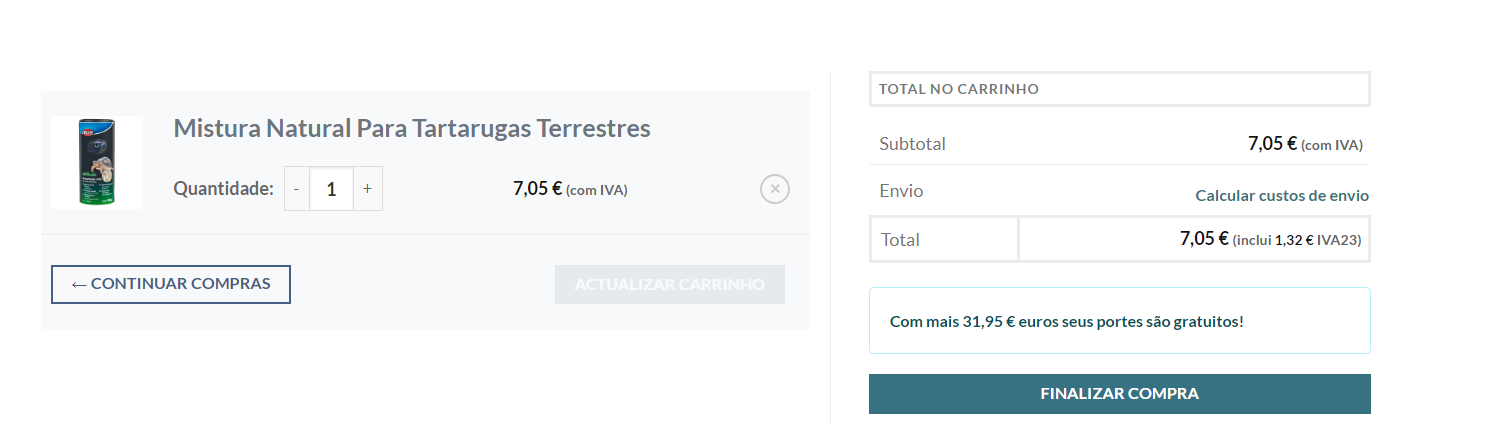 Mistura Natural Para Tartarugas Terrestres
Quantidade: - 1 + 7,05 € (com IVA) ×
← CONTINUAR COMPRAS
ACTUALIZAR CARRINHO
TOTAL NO CARRINHO
Subtotal 7,05 € (com IVA)
Envio Calcular custos de envio
Total 7,05 € (inclui 1,32 € IVA23)
Com mais 31,95 € euros seus portes são gratuitos!
FINALIZAR COMPRA